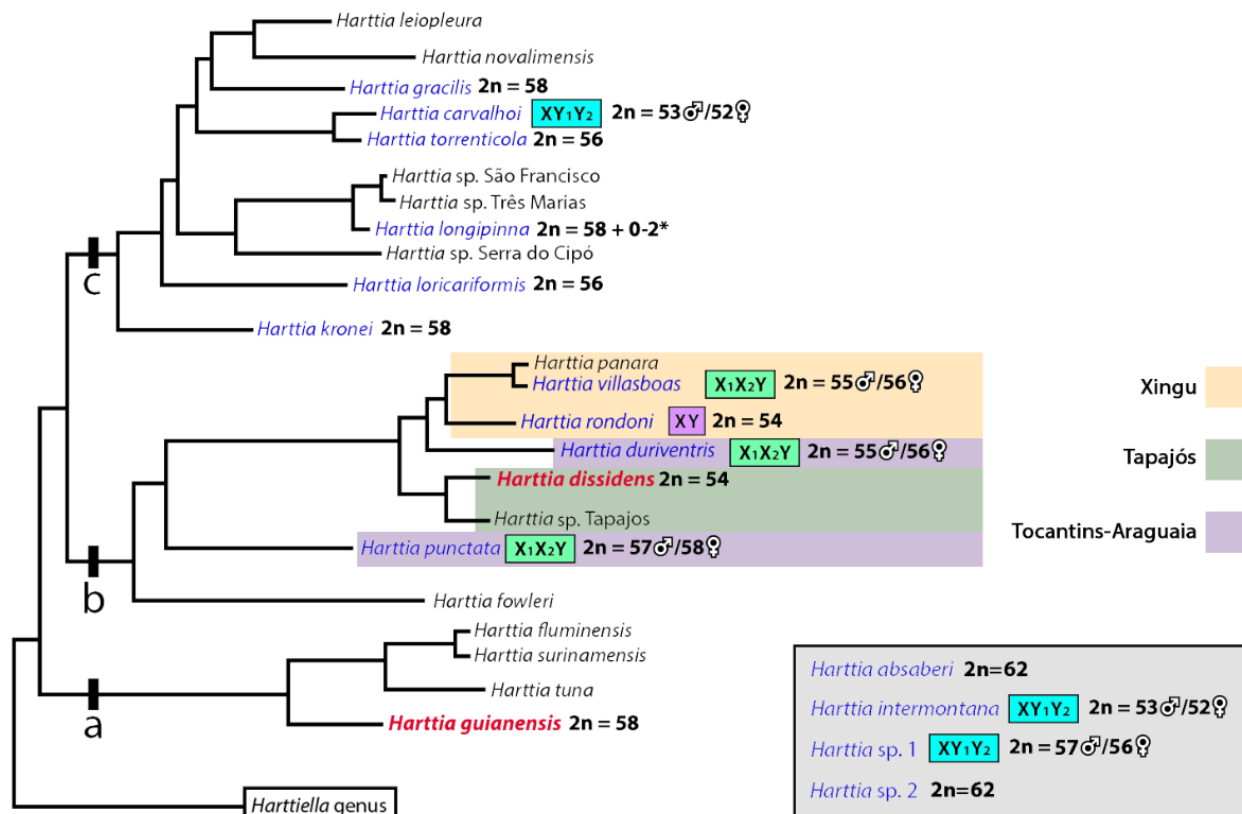 Harttia leiopleura
Harttia novalimensis
Harttia gracilis 2n = 58
Harttia carvalhoi XY₁Y₂ 2n = 53♂/52♀
Harttia torrenticola 2n = 56
Harttia sp. São Francisco
Harttia sp. Três Marias
Harttia longipinna 2n = 58 + 0-2*
Harttia sp. Serra do Cipó
c
Harttia loricariformis 2n = 56
Harttia kronei 2n = 58
Harttia panara
Harttia villasboas X₁X₂Y 2n = 55♂/56♀
Xingu
Harttia rondoni XY 2n = 54
Harttia duriventris X₁X₂Y 2n = 55♂/56♀
Tapajós
Harttia dissidens 2n = 54
Harttia sp. Tapajos
Tocantins-Araguaia
Harttia punctata X₁X₂Y 2n = 57♂/58♀
b
Harttia fowleri
Harttia fluminensis
Harttia surinamensis
Harttia tuna
a
Harttia guianensis 2n = 58
Harttiella genus
Harttia absaberi 2n=62
Harttia intermontana XY₁Y₂ 2n = 53♂/52♀
Harttia sp. 1 XY₁Y₂ 2n = 57♂/56♀
Harttia sp. 2 2n=62